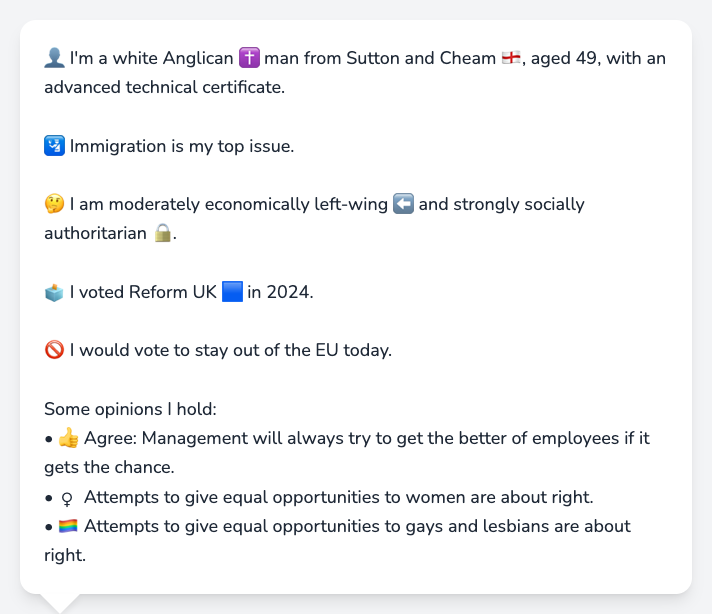 👤 I'm a white Anglican ✝️ man from Sutton and Cheam 🏴󠁧󠁢󠁥󠁮󠁧󠁿, aged 49, with an
advanced technical certificate.
🛂 Immigration is my top issue.
🤔 I am moderately economically left-wing ⬅️ and strongly socially
authoritarian 🔒.
🗳️ I voted Reform UK 🟦 in 2024.
🚫 I would vote to stay out of the EU today.
Some opinions I hold:
• 👍 Agree: Management will always try to get the better of employees if it
gets the chance.
• ♀ Attempts to give equal opportunities to women are about right.
• 🏳️‍🌈 Attempts to give equal opportunities to gays and lesbians are about
right.